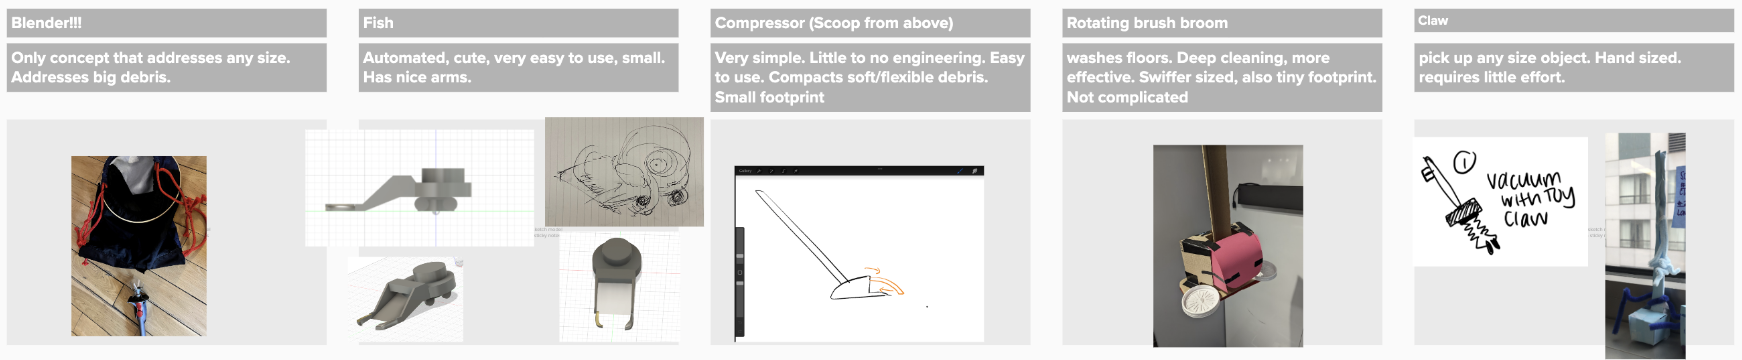 Blender!!!
Only concept that addresses any size.
Addresses big debris.
Fish
Automated, cute, very easy to use, small.
Has nice arms.
Compressor (Scoop from above)
Very simple. Little to no engineering. Easy
to use. Compacts soft/flexible debris.
Small footprint
Rotating brush broom
washes floors. Deep cleaning, more
effective. Swiffer sized, also tiny footprint.
Not complicated
Claw
pick up any size object. Hand sized.
requires little effort.
1
vacuum
with Toy
Claw